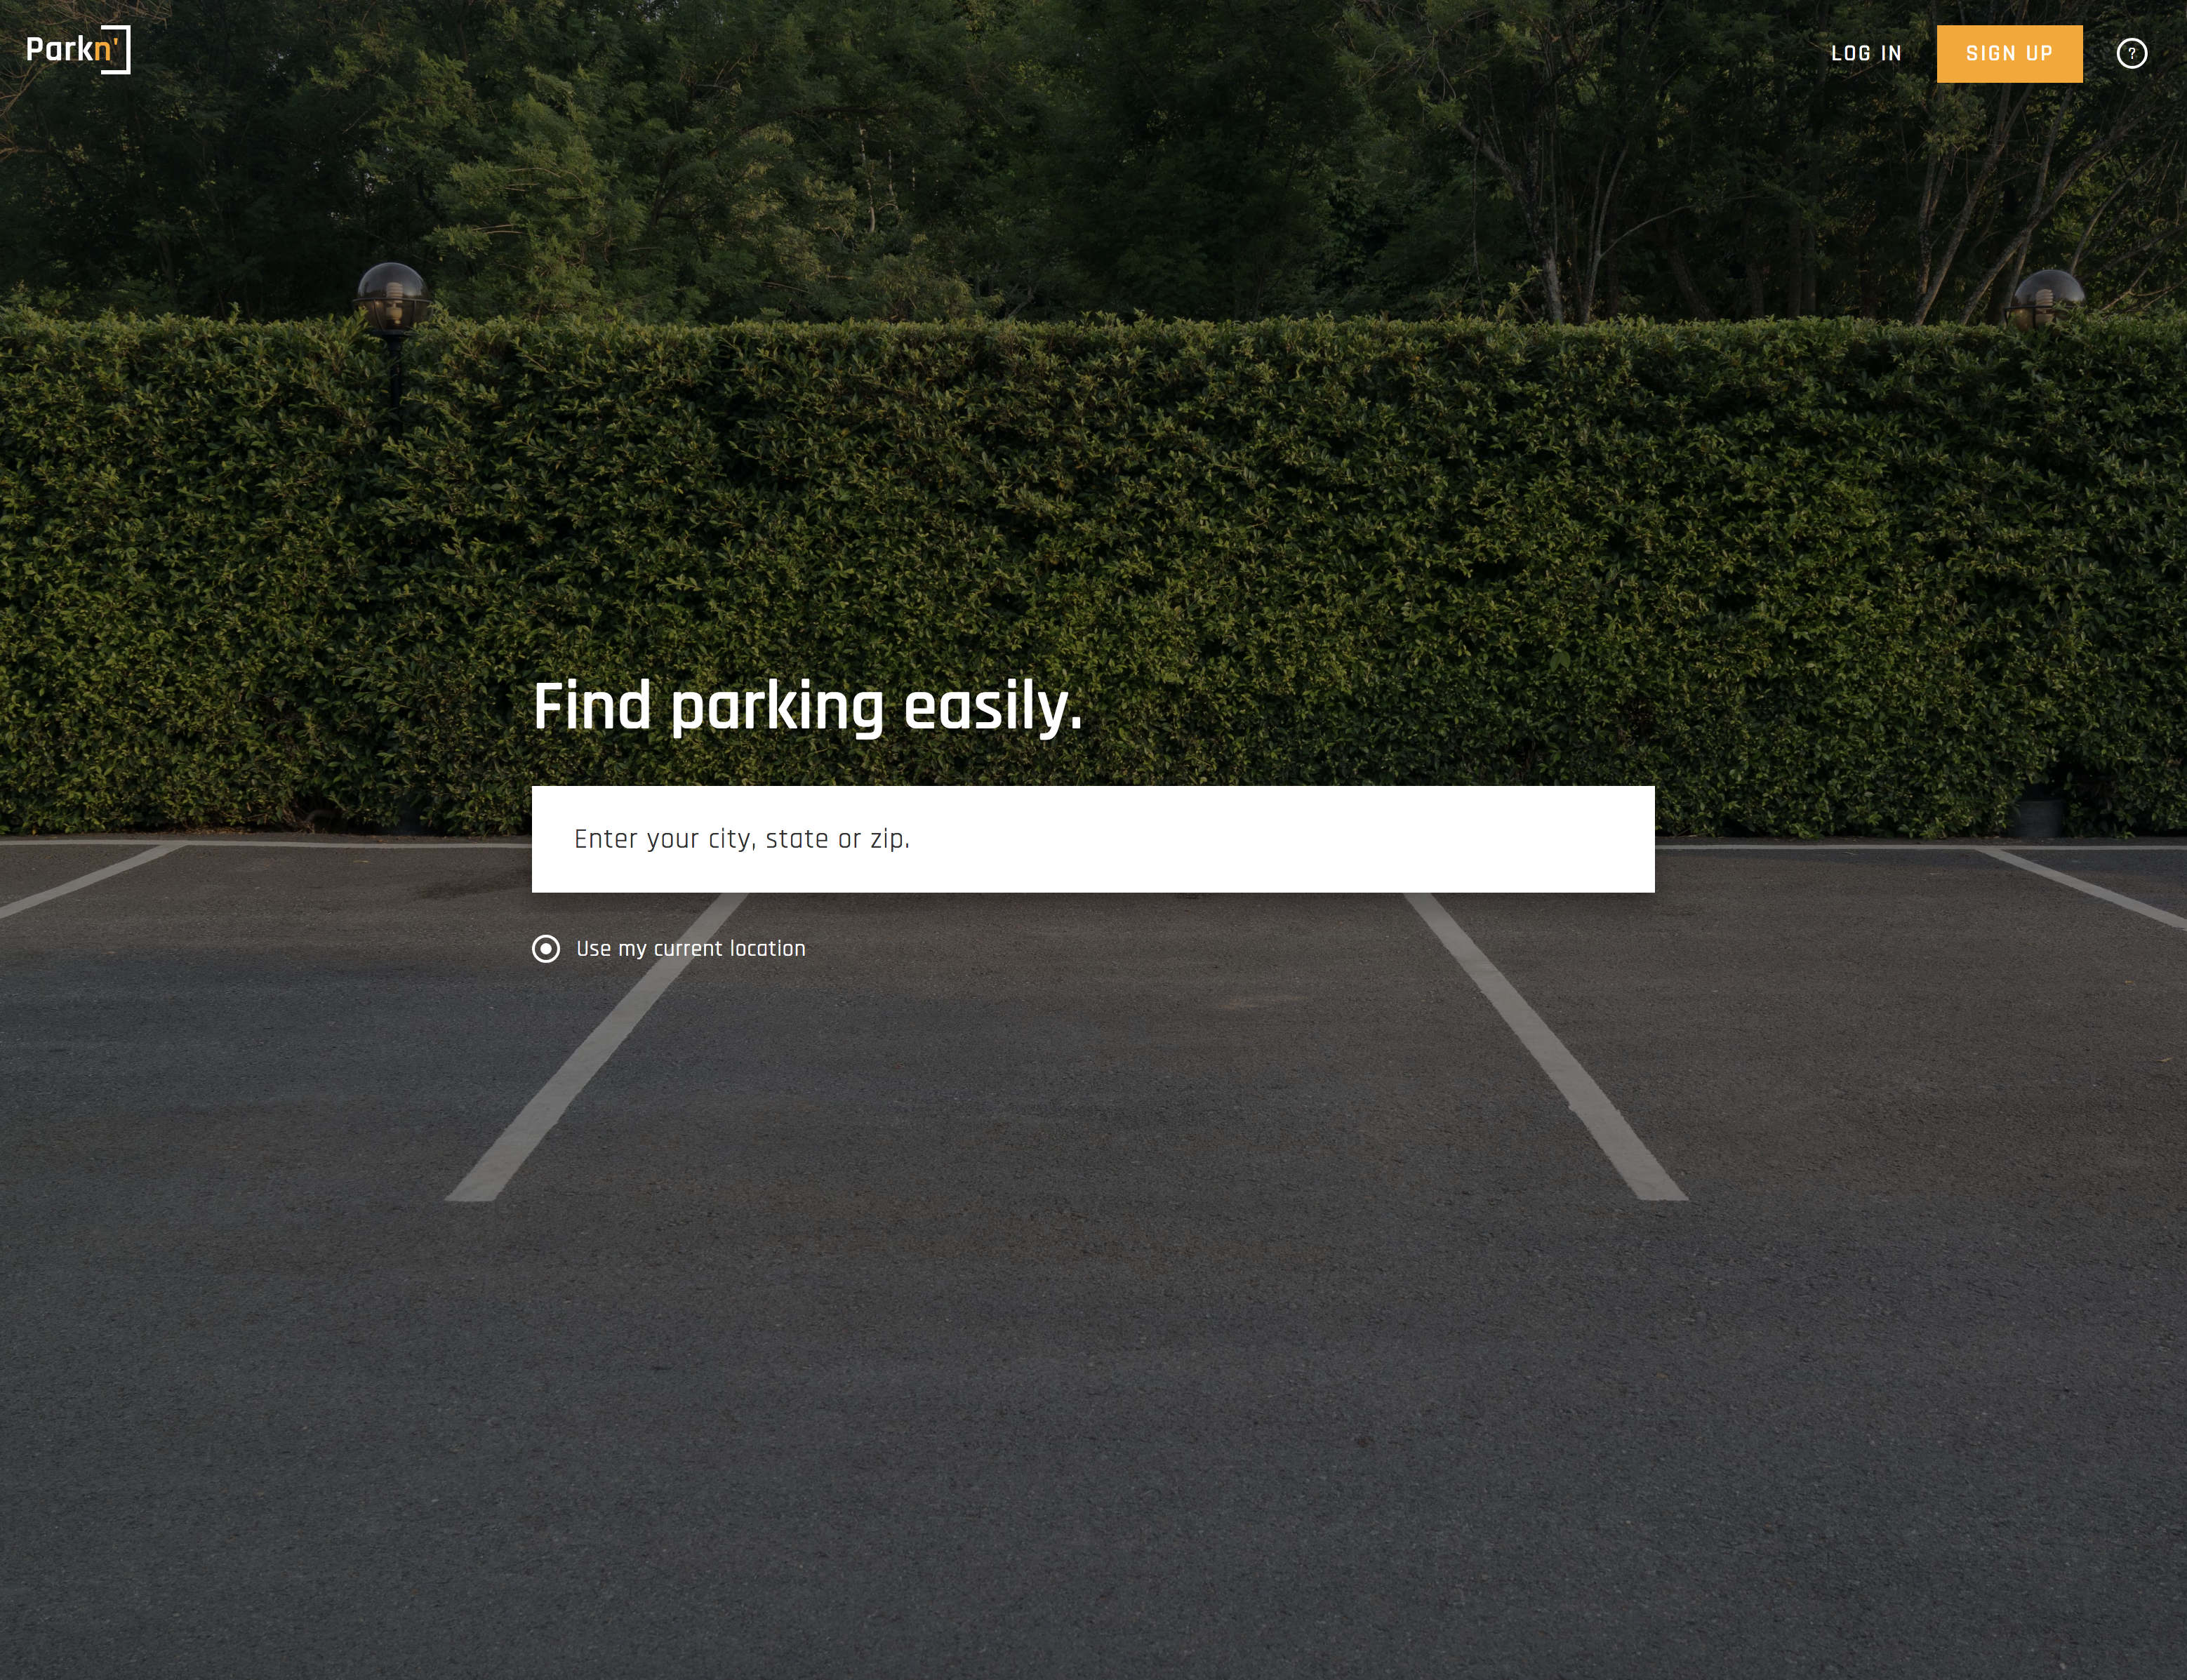 Parkn'
LOG IN
SIGN UP
?
Find parking easily.
Enter your city, state or zip.
Use my current location